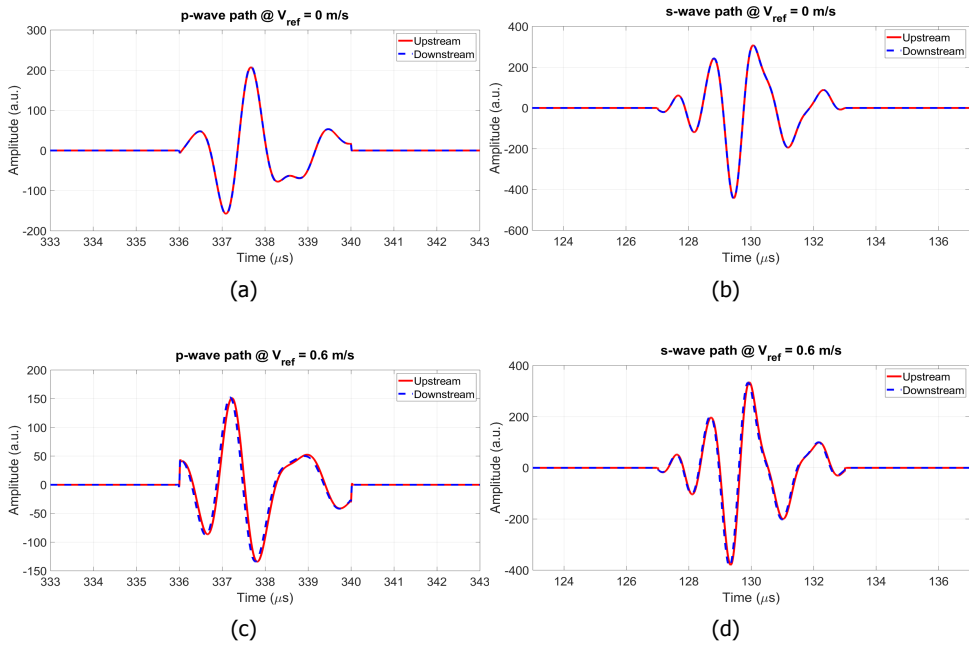 p-wave path @ V_ref = 0 m/s
300
200
100
0
-100
-200
Amplitude (a.u.)
Upstream
Downstream
333 334 335 336 337 338 339 340 341 342 343
Time (μs)
(a)
s-wave path @ V_ref = 0 m/s
400
200
0
-200
-400
-600
Amplitude (a.u.)
Upstream
Downstream
124 126 128 130 132 134 136
Time (μs)
(b)
p-wave path @ V_ref = 0.6 m/s
200
150
100
50
0
-50
-100
-150
Amplitude (a.u.)
Upstream
Downstream
333 334 335 336 337 338 339 340 341 342 343
Time (μs)
(c)
s-wave path @ V_ref = 0.6 m/s
400
200
0
-200
-400
Amplitude (a.u.)
Upstream
Downstream
124 126 128 130 132 134 136
Time (μs)
(d)